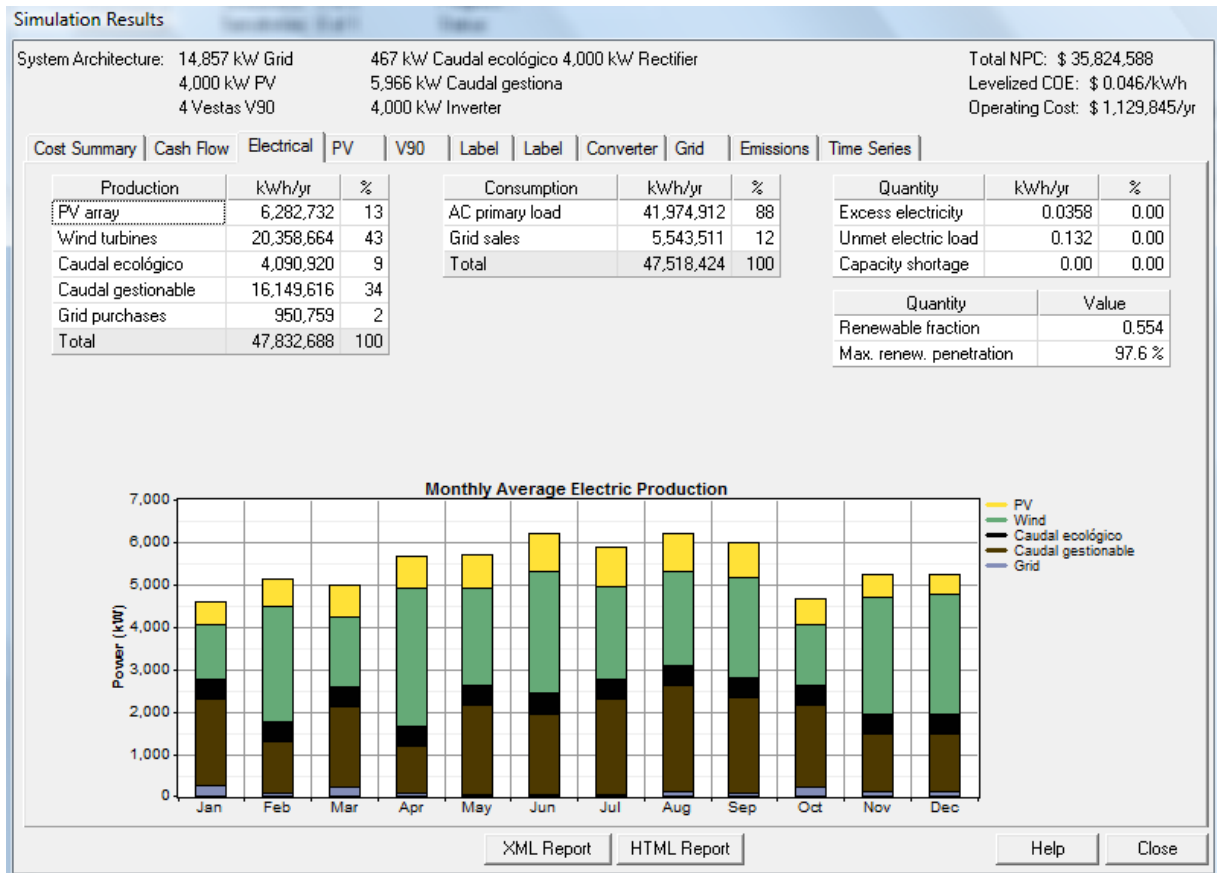 Simulation Results
System Architecture: 14,857 kW Grid 467 kW Caudal ecológico 4,000 kW Rectifier Total NPC: $ 35,824,588
4,000 kW PV 5,966 kW Caudal gestiona Levelized COE: $ 0.046/kWh
4 Vestas V90 4,000 kW Inverter Operating Cost: $ 1,129,845/yr
Cost Summary Cash Flow Electrical PV V90 Label Label Converter Grid Emissions Time Series
Production kWh/yr % Consumption kWh/yr % Quantity kWh/yr %
PV array 6,282,732 13 AC primary load 41,974,912 88 Excess electricity 0.0358 0.00
Wind turbines 20,358,664 43 Grid sales 5,543,511 12 Unmet electric load 0.132 0.00
Caudal ecológico 4,090,920 9 Total 47,518,424 100 Capacity shortage 0.00 0.00
Caudal gestionable 16,149,616 34
Grid purchases 950,759 2
Total 47,832,688 100
Quantity Value
Renewable fraction 0.554
Max. renew. penetration 97.6 %
Monthly Average Electric Production
7,000
6,000
5,000
4,000
3,000
2,000
1,000
0
Power (kW)
Jan Feb Mar Apr May Jun Jul Aug Sep Oct Nov Dec
PV
Wind
Caudal ecológico
Caudal gestionable
Grid
XML Report HTML Report Help Close